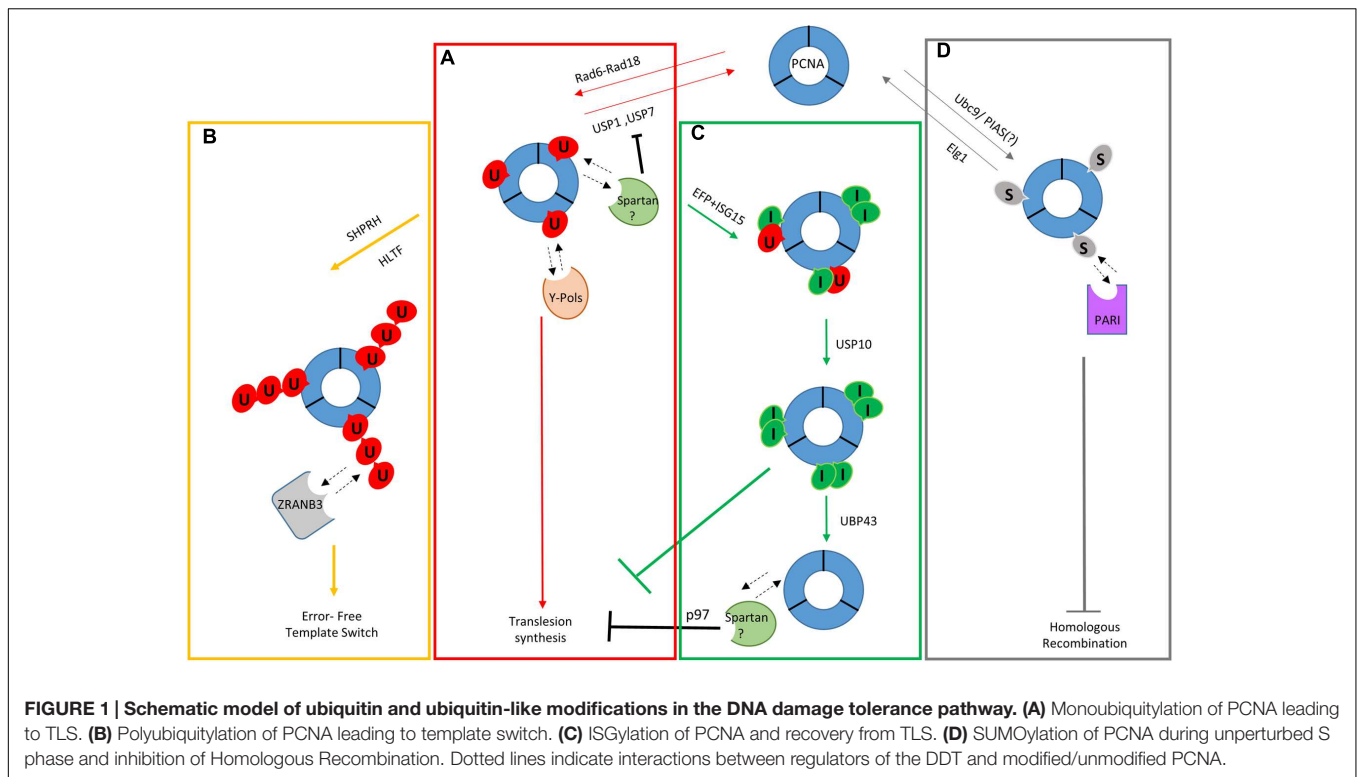 A
D
PCNA
Rad6-Rad18
USP1 ,USP7
Ubc9/ PIAS(?)
Elg1
B
C
U
U
U
Spartan
?
Y-Pols
EFP+ISG15
I
U
I
I
I
U
S
S
S
PARI
SHPRH
HLTF
USP10
U
U
U
U
U
U
U
U
U
ZRANB3
I
I
I
I
I
I
UBP43
Error- Free
Template Switch
Translesion
synthesis
p97
Spartan
?
Homologous
Recombination
FIGURE 1 | Schematic model of ubiquitin and ubiquitin-like modifications in the DNA damage tolerance pathway. (A) Monoubiquitylation of PCNA leading
to TLS. (B) Polyubiquitylation of PCNA leading to template switch. (C) ISGylation of PCNA and recovery from TLS. (D) SUMOylation of PCNA during unperturbed S
phase and inhibition of Homologous Recombination. Dotted lines indicate interactions between regulators of the DDT and modified/unmodified PCNA.